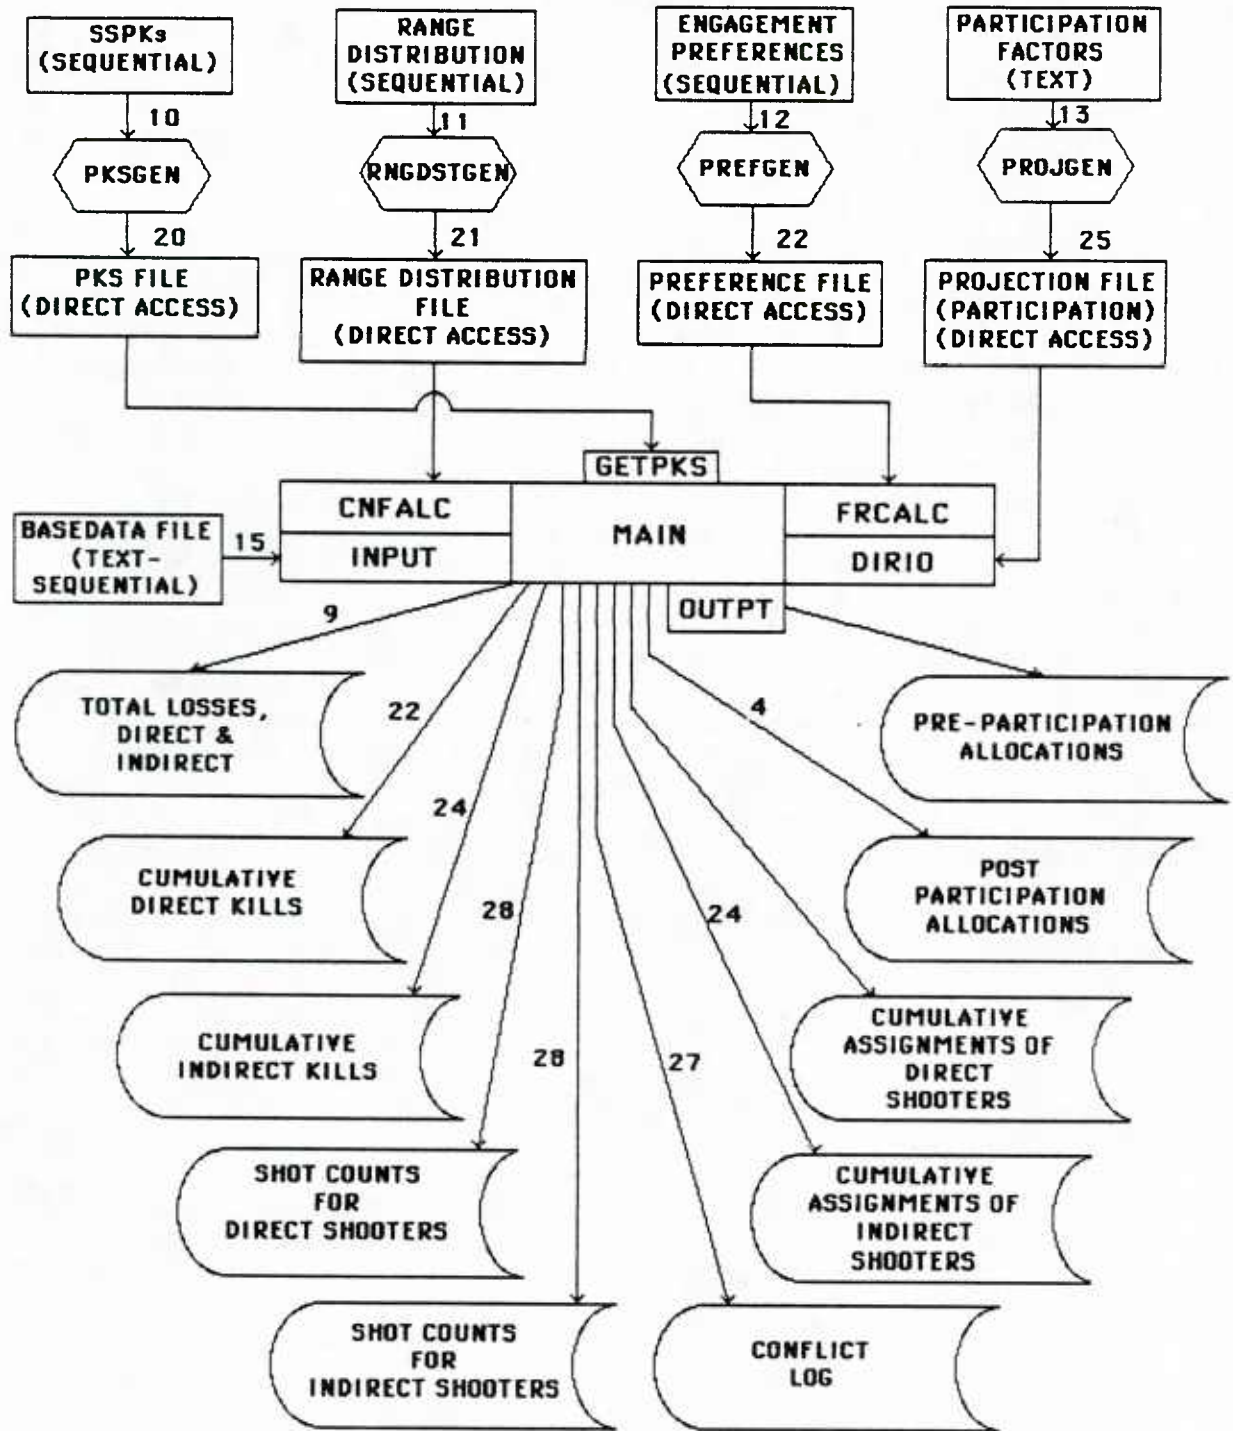 SSPKs
(SEQUENTIAL)
RANGE
DISTRIBUTION
(SEQUENTIAL)
ENGAGEMENT
PREFERENCES
(SEQUENTIAL)
PARTICIPATION
FACTORS
(TEXT)
10
11
12
13
PKSGEN
RNGDSTGEN
PREFGEN
PROJGEN
20
21
22
25
PKS FILE
(DIRECT ACCESS)
RANGE DISTRIBUTION
FILE
(DIRECT ACCESS)
PREFERENCE FILE
(DIRECT ACCESS)
PROJECTION FILE
(PARTICIPATION)
(DIRECT ACCESS)
GETPKS
CNFALC
MAIN
FRCALC
BASEDATA FILE
(TEXT-
SEQUENTIAL)
15
INPUT
DIRIO
OUTPT
9
TOTAL LOSSES,
DIRECT &
INDIRECT
22
4
PRE-PARTICIPATION
ALLOCATIONS
24
CUMULATIVE
DIRECT KILLS
28
24
POST
PARTICIPATION
ALLOCATIONS
CUMULATIVE
INDIRECT KILLS
28
27
CUMULATIVE
ASSIGNMENTS OF
DIRECT
SHOOTERS
SHOT COUNTS
FOR
DIRECT SHOOTERS
CUMULATIVE
ASSIGNMENTS OF
INDIRECT
SHOOTERS
SHOT COUNTS
FOR
INDIRECT SHOOTERS
CONFLICT
LOG